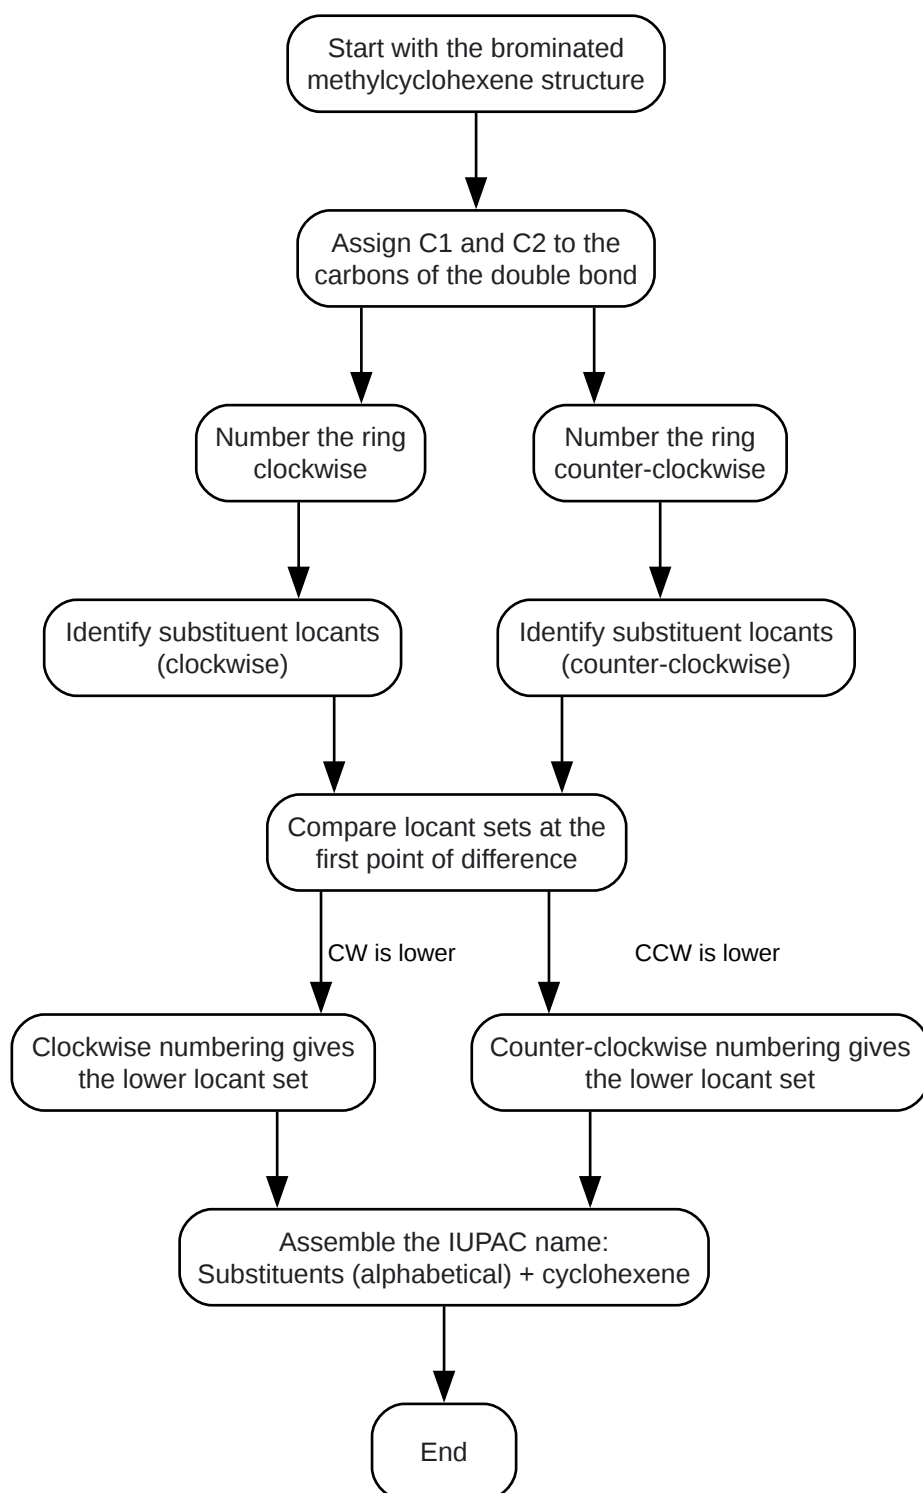 Start with the brominated
methylcyclohexene structure
Assign C1 and C2 to the
carbons of the double bond
Number the ring
clockwise
Number the ring
counter-clockwise
Identify substituent locants
(clockwise)
Identify substituent locants
(counter-clockwise)
Compare locant sets at the
first point of difference
CW is lower
CCW is lower
Clockwise numbering gives
the lower locant set
Counter-clockwise numbering gives
the lower locant set
Assemble the IUPAC name:
Substituents (alphabetical) + cyclohexene
End